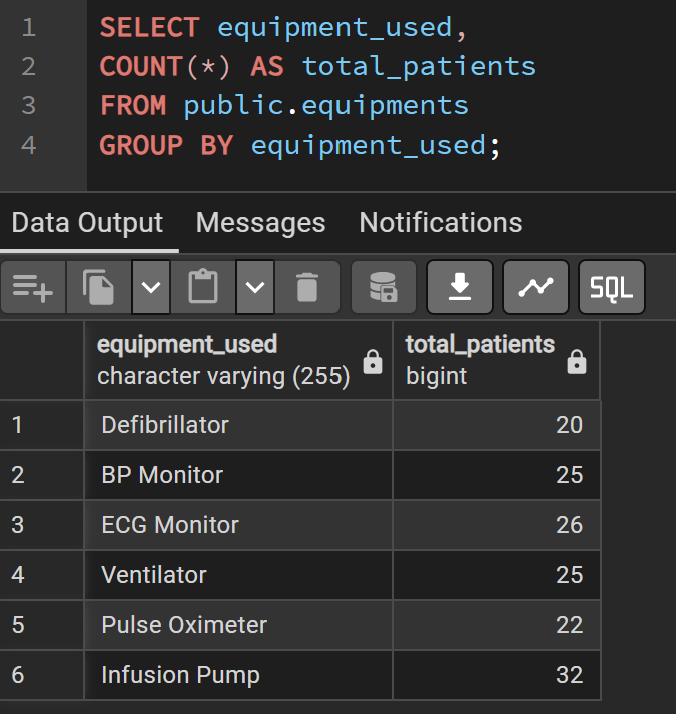 1 SELECT equipment_used,
2 COUNT(*) AS total_patients
3 FROM public.equipments
4 GROUP BY equipment_used;
Data Output Messages Notifications
SQL
equipment_used total_patients
character varying (255) bigint
1 Defibrillator 20
2 BP Monitor 25
3 ECG Monitor 26
4 Ventilator 25
5 Pulse Oximeter 22
6 Infusion Pump 32